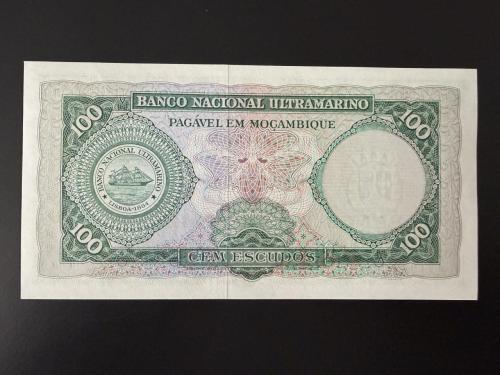 BANCO NACIONAL ULTRAMARINO
PAGÁVEL EM MOÇAMBIQUE
100
100
BANCO NACIONAL ULTRAMARINO
LISBOA-1864
100
100
CEM ESCUDOS